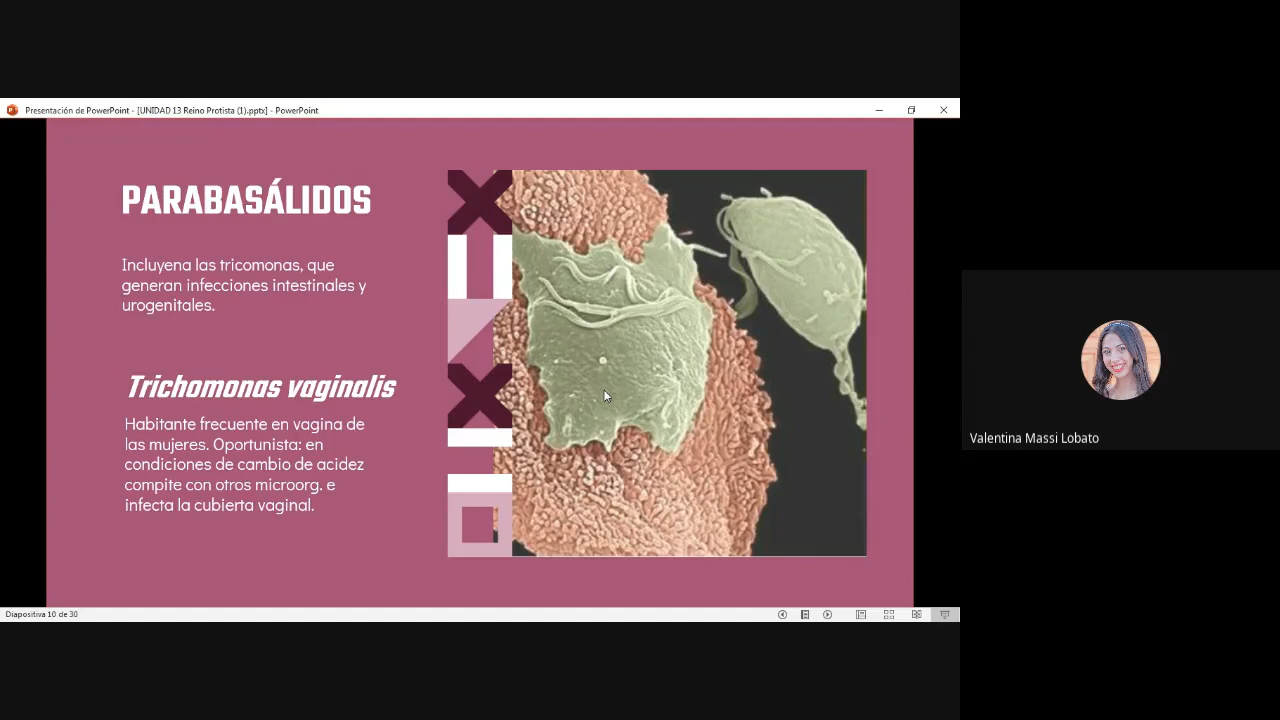 Presentación de PowerPoint - [UNIDAD 13 Reino Protista (1).pptx] - PowerPoint
PARABASÁLIDOS
Incluyena las tricomonas, que
generan infecciones intestinales y
urogenitales.
Trichomonas vaginalis
Habitante frecuente en vagina de
las mujeres. Oportunista: en
condiciones de cambio de acidez
compite con otros microorg. e
infecta la cubierta vaginal.
Valentina Massi Lobato
Diapositiva 10 de 30